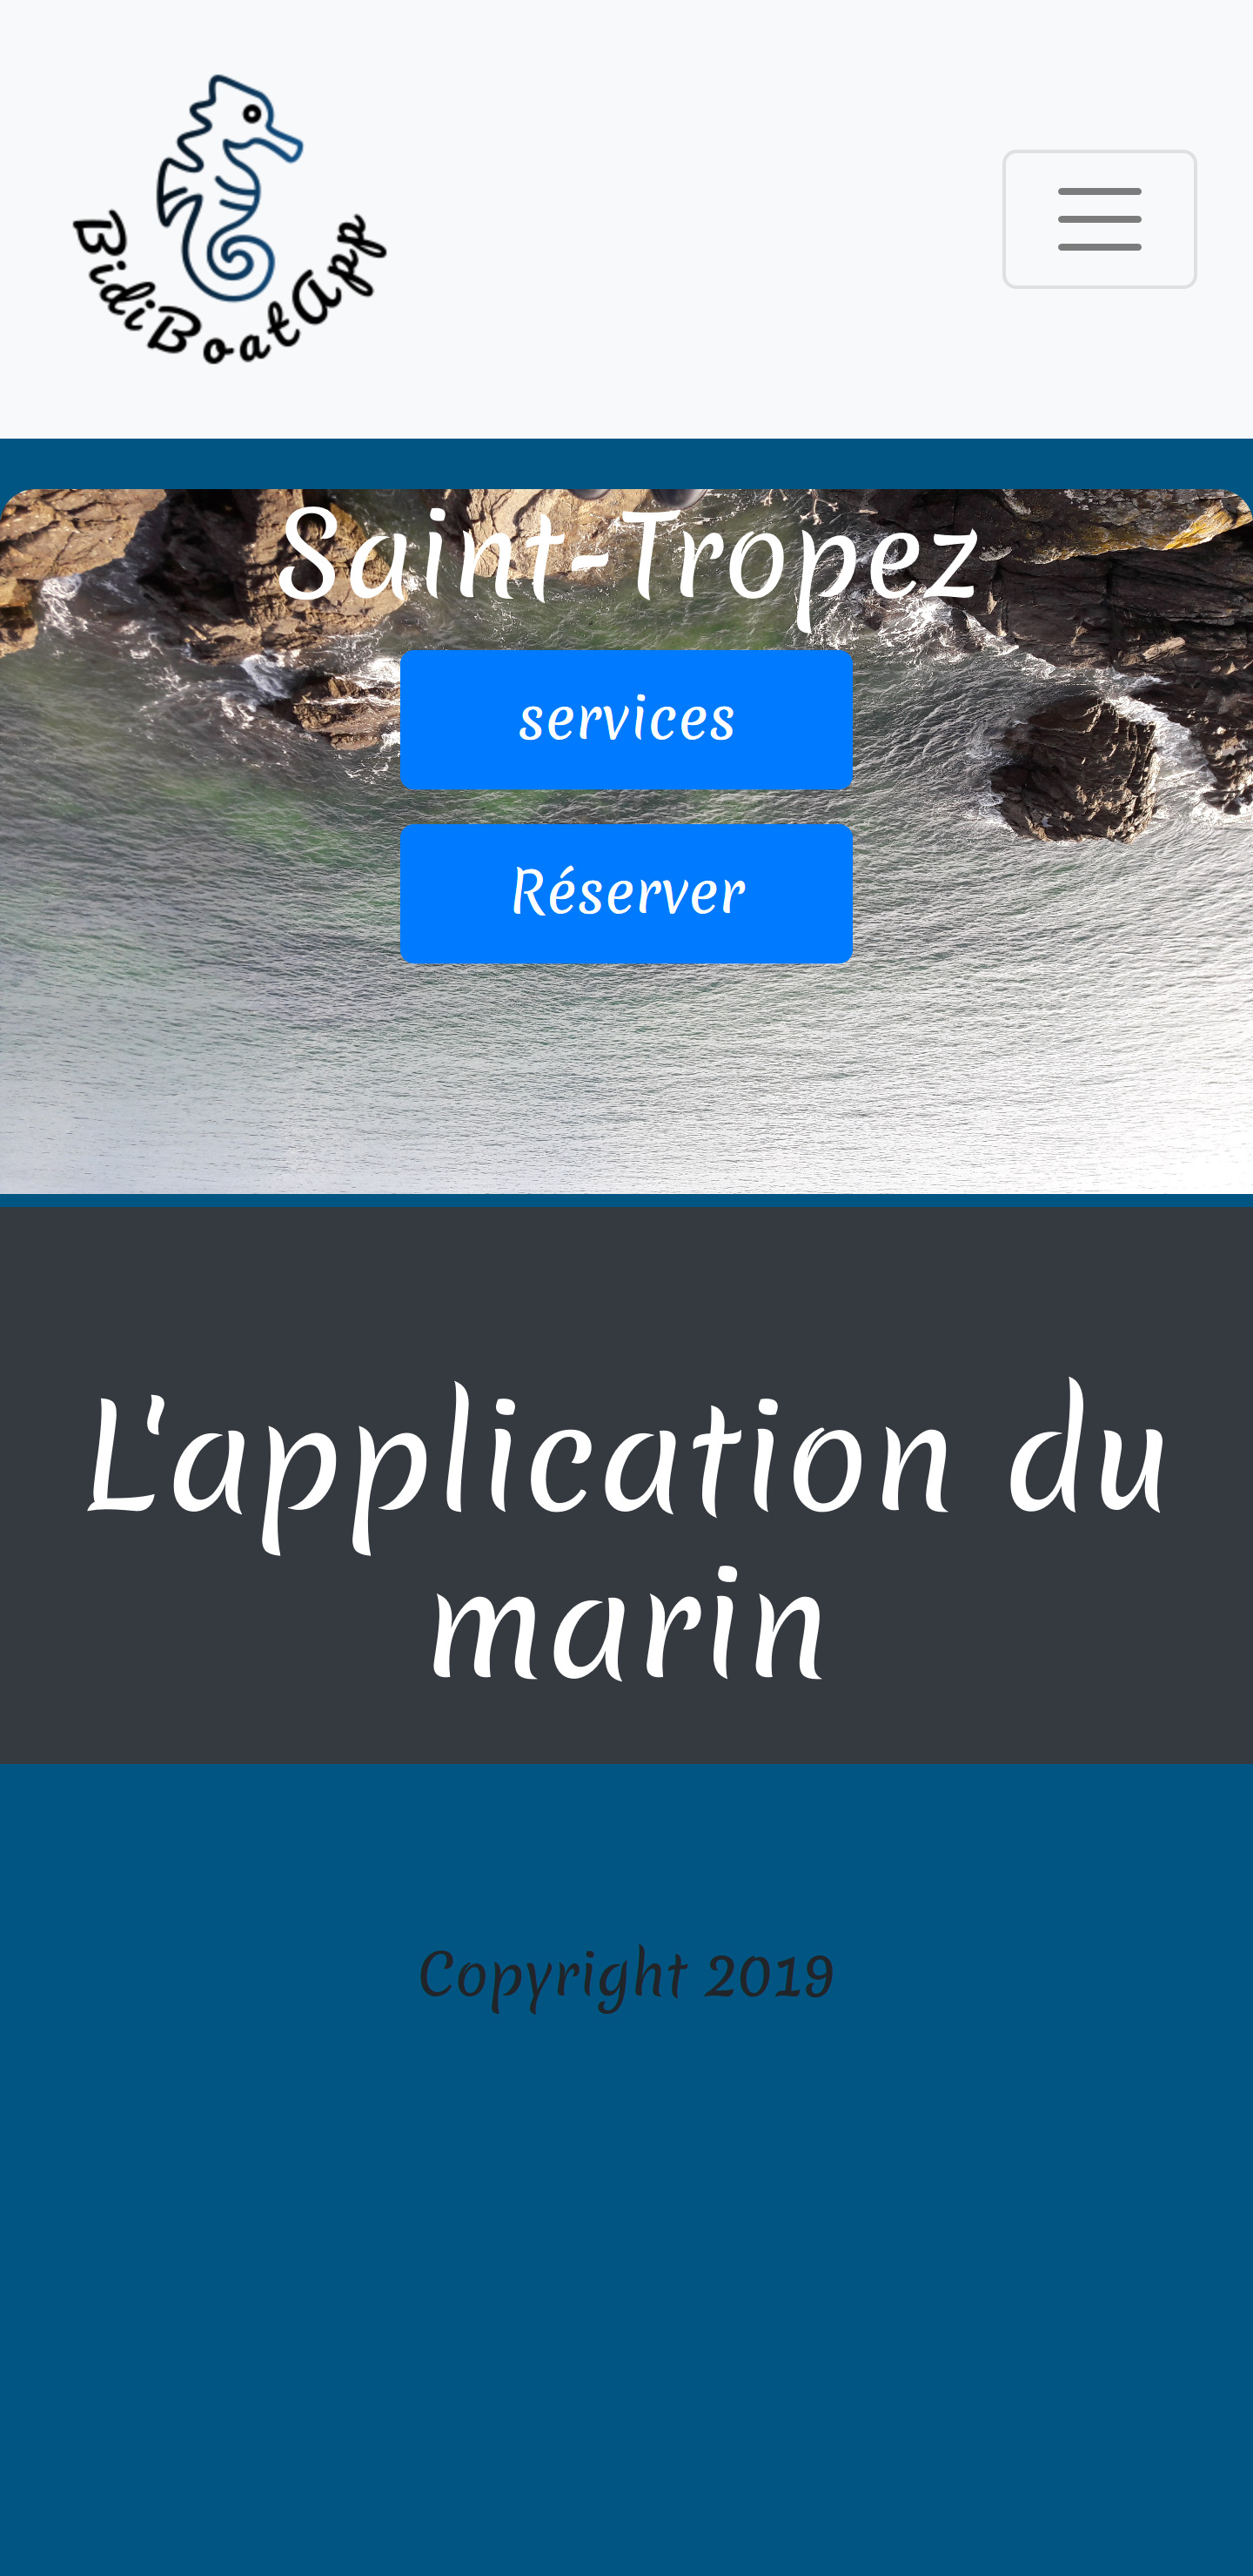 BidiBoatApp
Saint-Tropez
services
Réserver
L'application du
marin
Copyright 2019